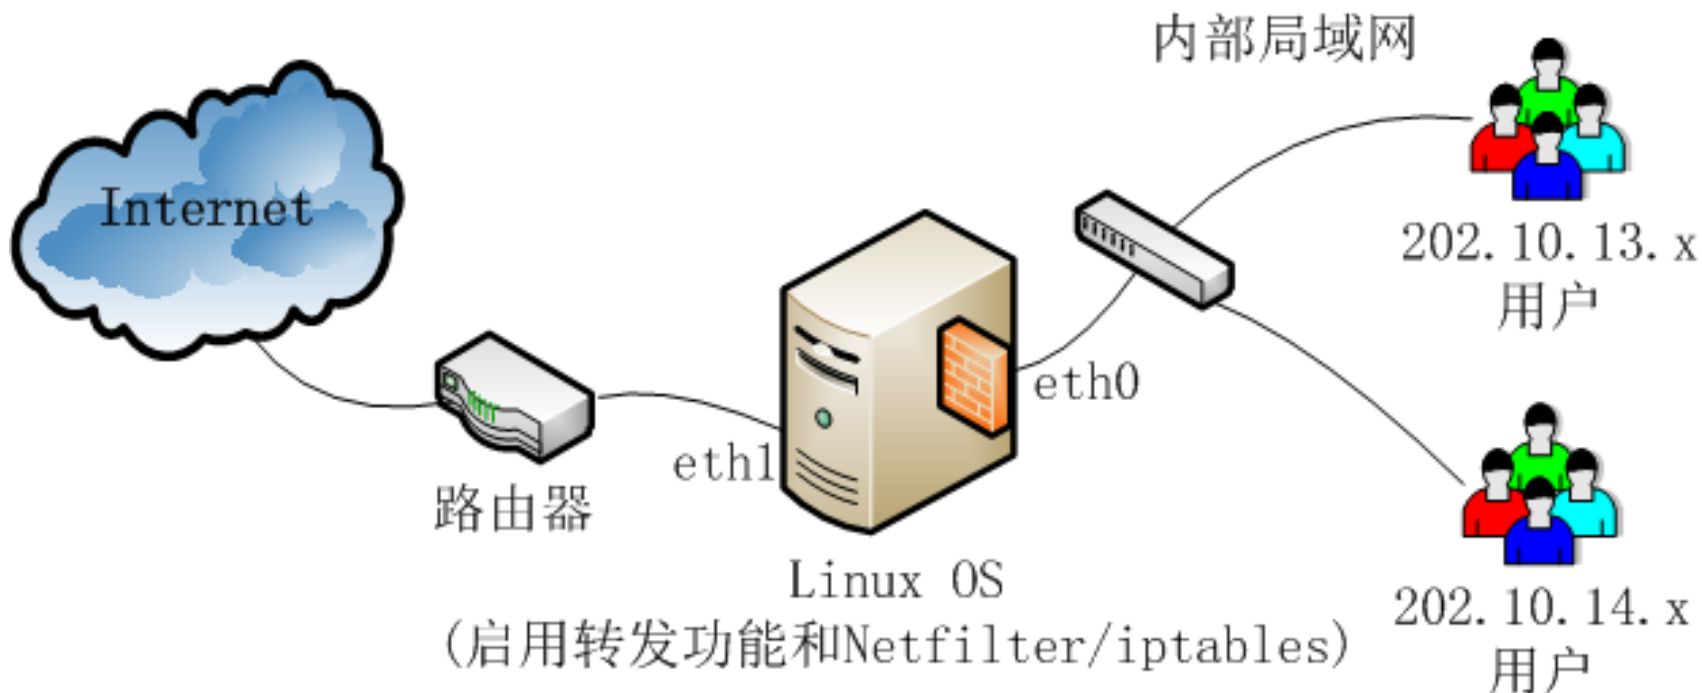 内部局域网
Internet
202.10.13.x
用户
eth0
eth1
路由器
Linux OS
(启用转发功能和Netfilter/iptables)
202.10.14.x
用户